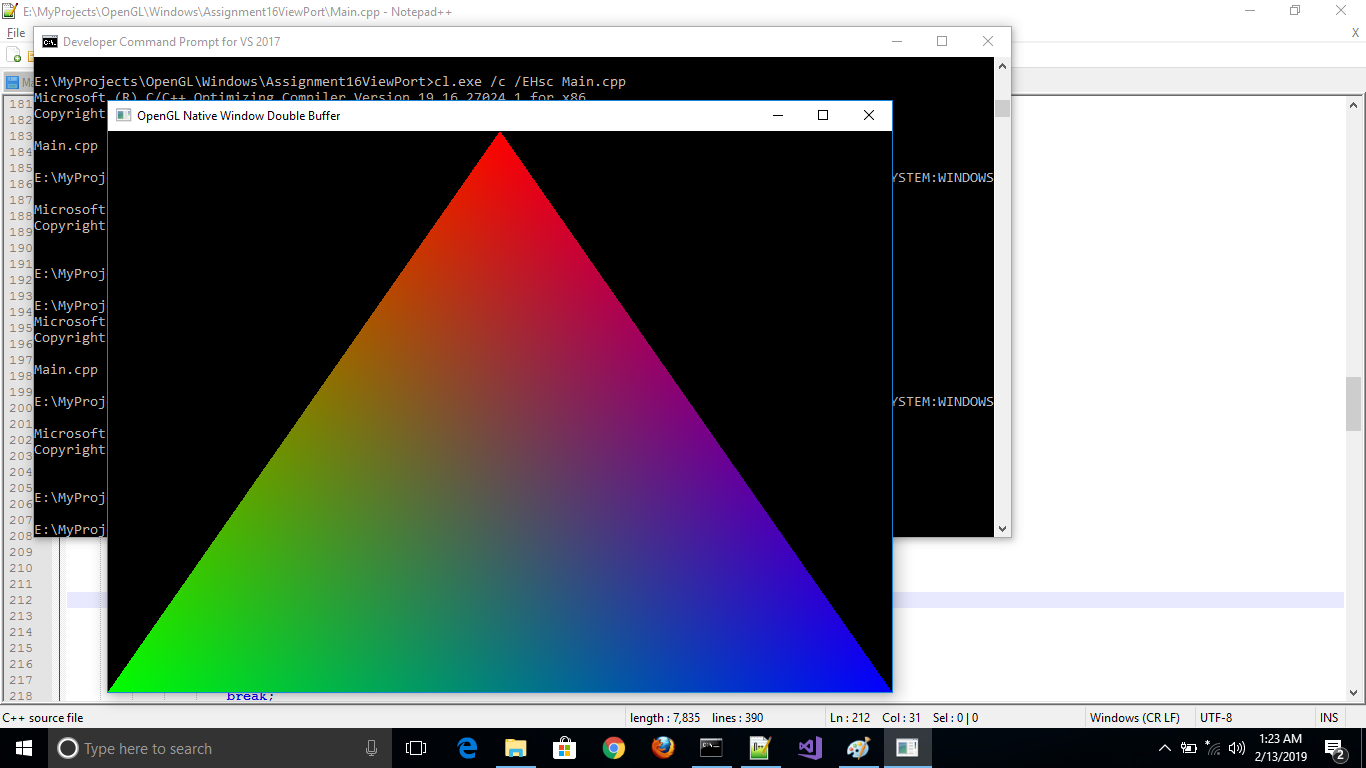 E:\MyProjects\OpenGL\Windows\Assignment16ViewPort\Main.cpp - Notepad++
File
X
Developer Command Prompt for VS 2017
E:\MyProjects\OpenGL\Windows\Assignment16ViewPort>cl.exe /c /EHsc Main.cpp
Microsoft (R) C/C++ Optimizing Compiler Version 19.16.27024.1 for x86
Copyright
Main.cpp
E:\MyProj
YSTEM:WINDOWS
Microsoft
Copyright
E:\MyProj
E:\MyProj
Microsoft
Copyright
Main.cpp
E:\MyProj
YSTEM:WINDOWS
Microsoft
Copyright
E:\MyProj
E:\MyProj
OpenGL Native Window Double Buffer
181
182
183
184
185
186
187
188
189
190
191
192
193
194
195
196
197
198
199
200
201
202
203
204
205
206
207
208
209
210
211
212
213
214
215
216
217
218
break;
C++ source file
length : 7,835 lines : 390
Ln : 212 Col : 31 Sel : 0 | 0
Windows (CR LF)
UTF-8
INS
Type here to search
1:23 AM
2/13/2019
2